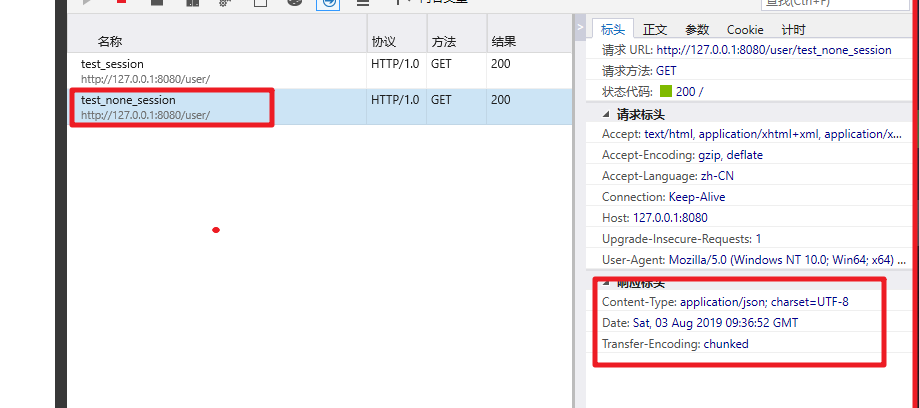 查找(Ctrl+F)
名称 协议 方法 结果
test_session HTTP/1.0 GET 200
http://127.0.0.1:8080/user/
test_none_session HTTP/1.0 GET 200
http://127.0.0.1:8080/user/
标头 正文 参数 Cookie 计时
请求 URL: http://127.0.0.1:8080/user/test_none_session
请求方法: GET
状态代码: 200 /
请求标头
Accept: text/html, application/xhtml+xml, application/x...
Accept-Encoding: gzip, deflate
Accept-Language: zh-CN
Connection: Keep-Alive
Host: 127.0.0.1:8080
Upgrade-Insecure-Requests: 1
User-Agent: Mozilla/5.0 (Windows NT 10.0; Win64; x64) ...
响应标头
Content-Type: application/json; charset=UTF-8
Date: Sat, 03 Aug 2019 09:36:52 GMT
Transfer-Encoding: chunked